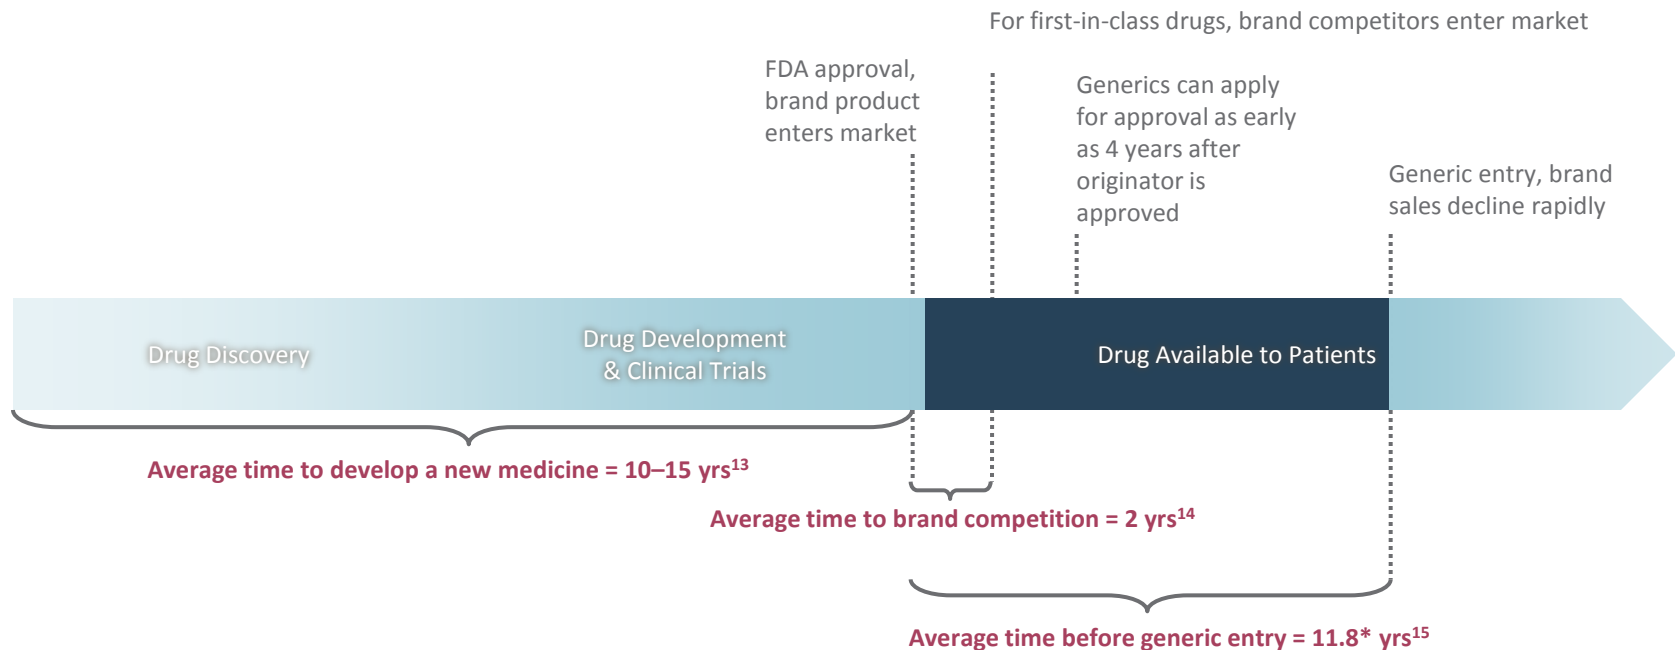 For first-in-class drugs, brand competitors enter market
FDA approval,
brand product
enters market
Generics can apply
for approval as early
as 4 years after
originator is
approved
Generic entry, brand
sales decline rapidly
Drug Discovery
Drug Development
& Clinical Trials
Drug Available to Patients
Average time to develop a new medicine = 10–15 yrs¹³
Average time to brand competition = 2 yrs¹⁴
Average time before generic entry = 11.8* yrs¹⁵